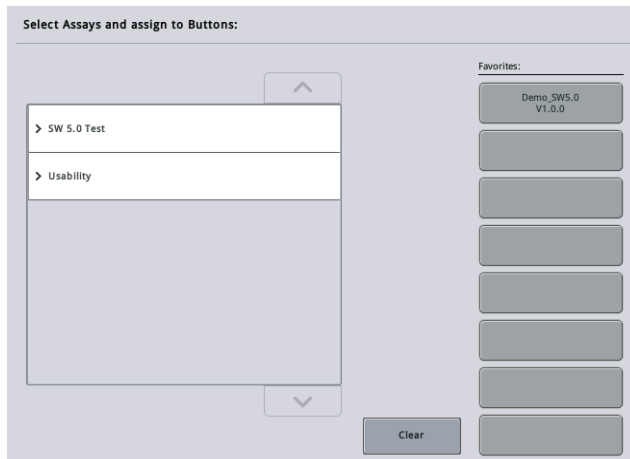 Select Assays and assign to Buttons:
Favorites:
Demo_SW5.0
V1.0.0
SW 5.0 Test
Usability
Clear